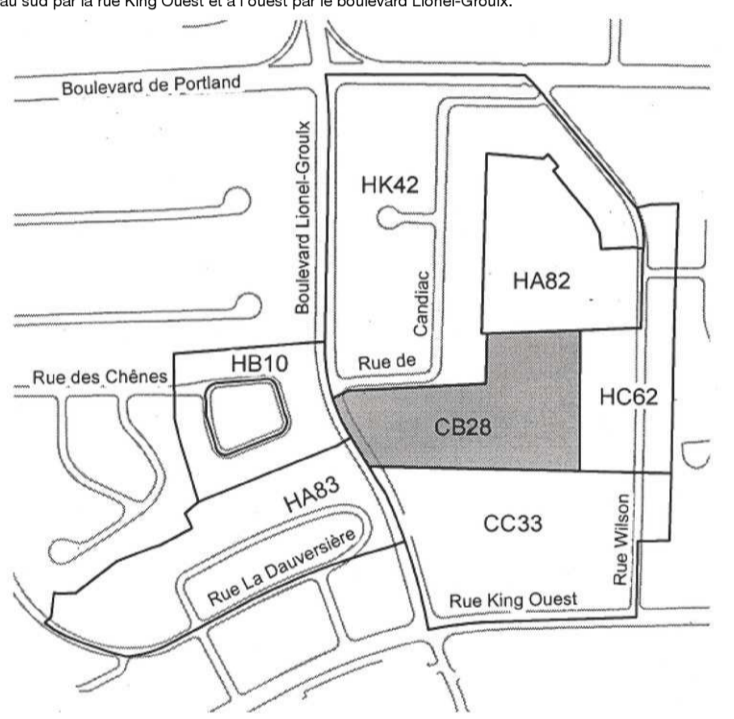 au sud par la rue King Ouest et à l'ouest par le boulevard Lionel-Groulx.
Boulevard de Portland
Boulevard Lionel-Groulx
HK42
HA82
Candiac
Rue de
HB10
Rue des Chênes
HC62
CB28
HA83
CC33
Rue La Dauversière
Rue Wilson
Rue King Ouest